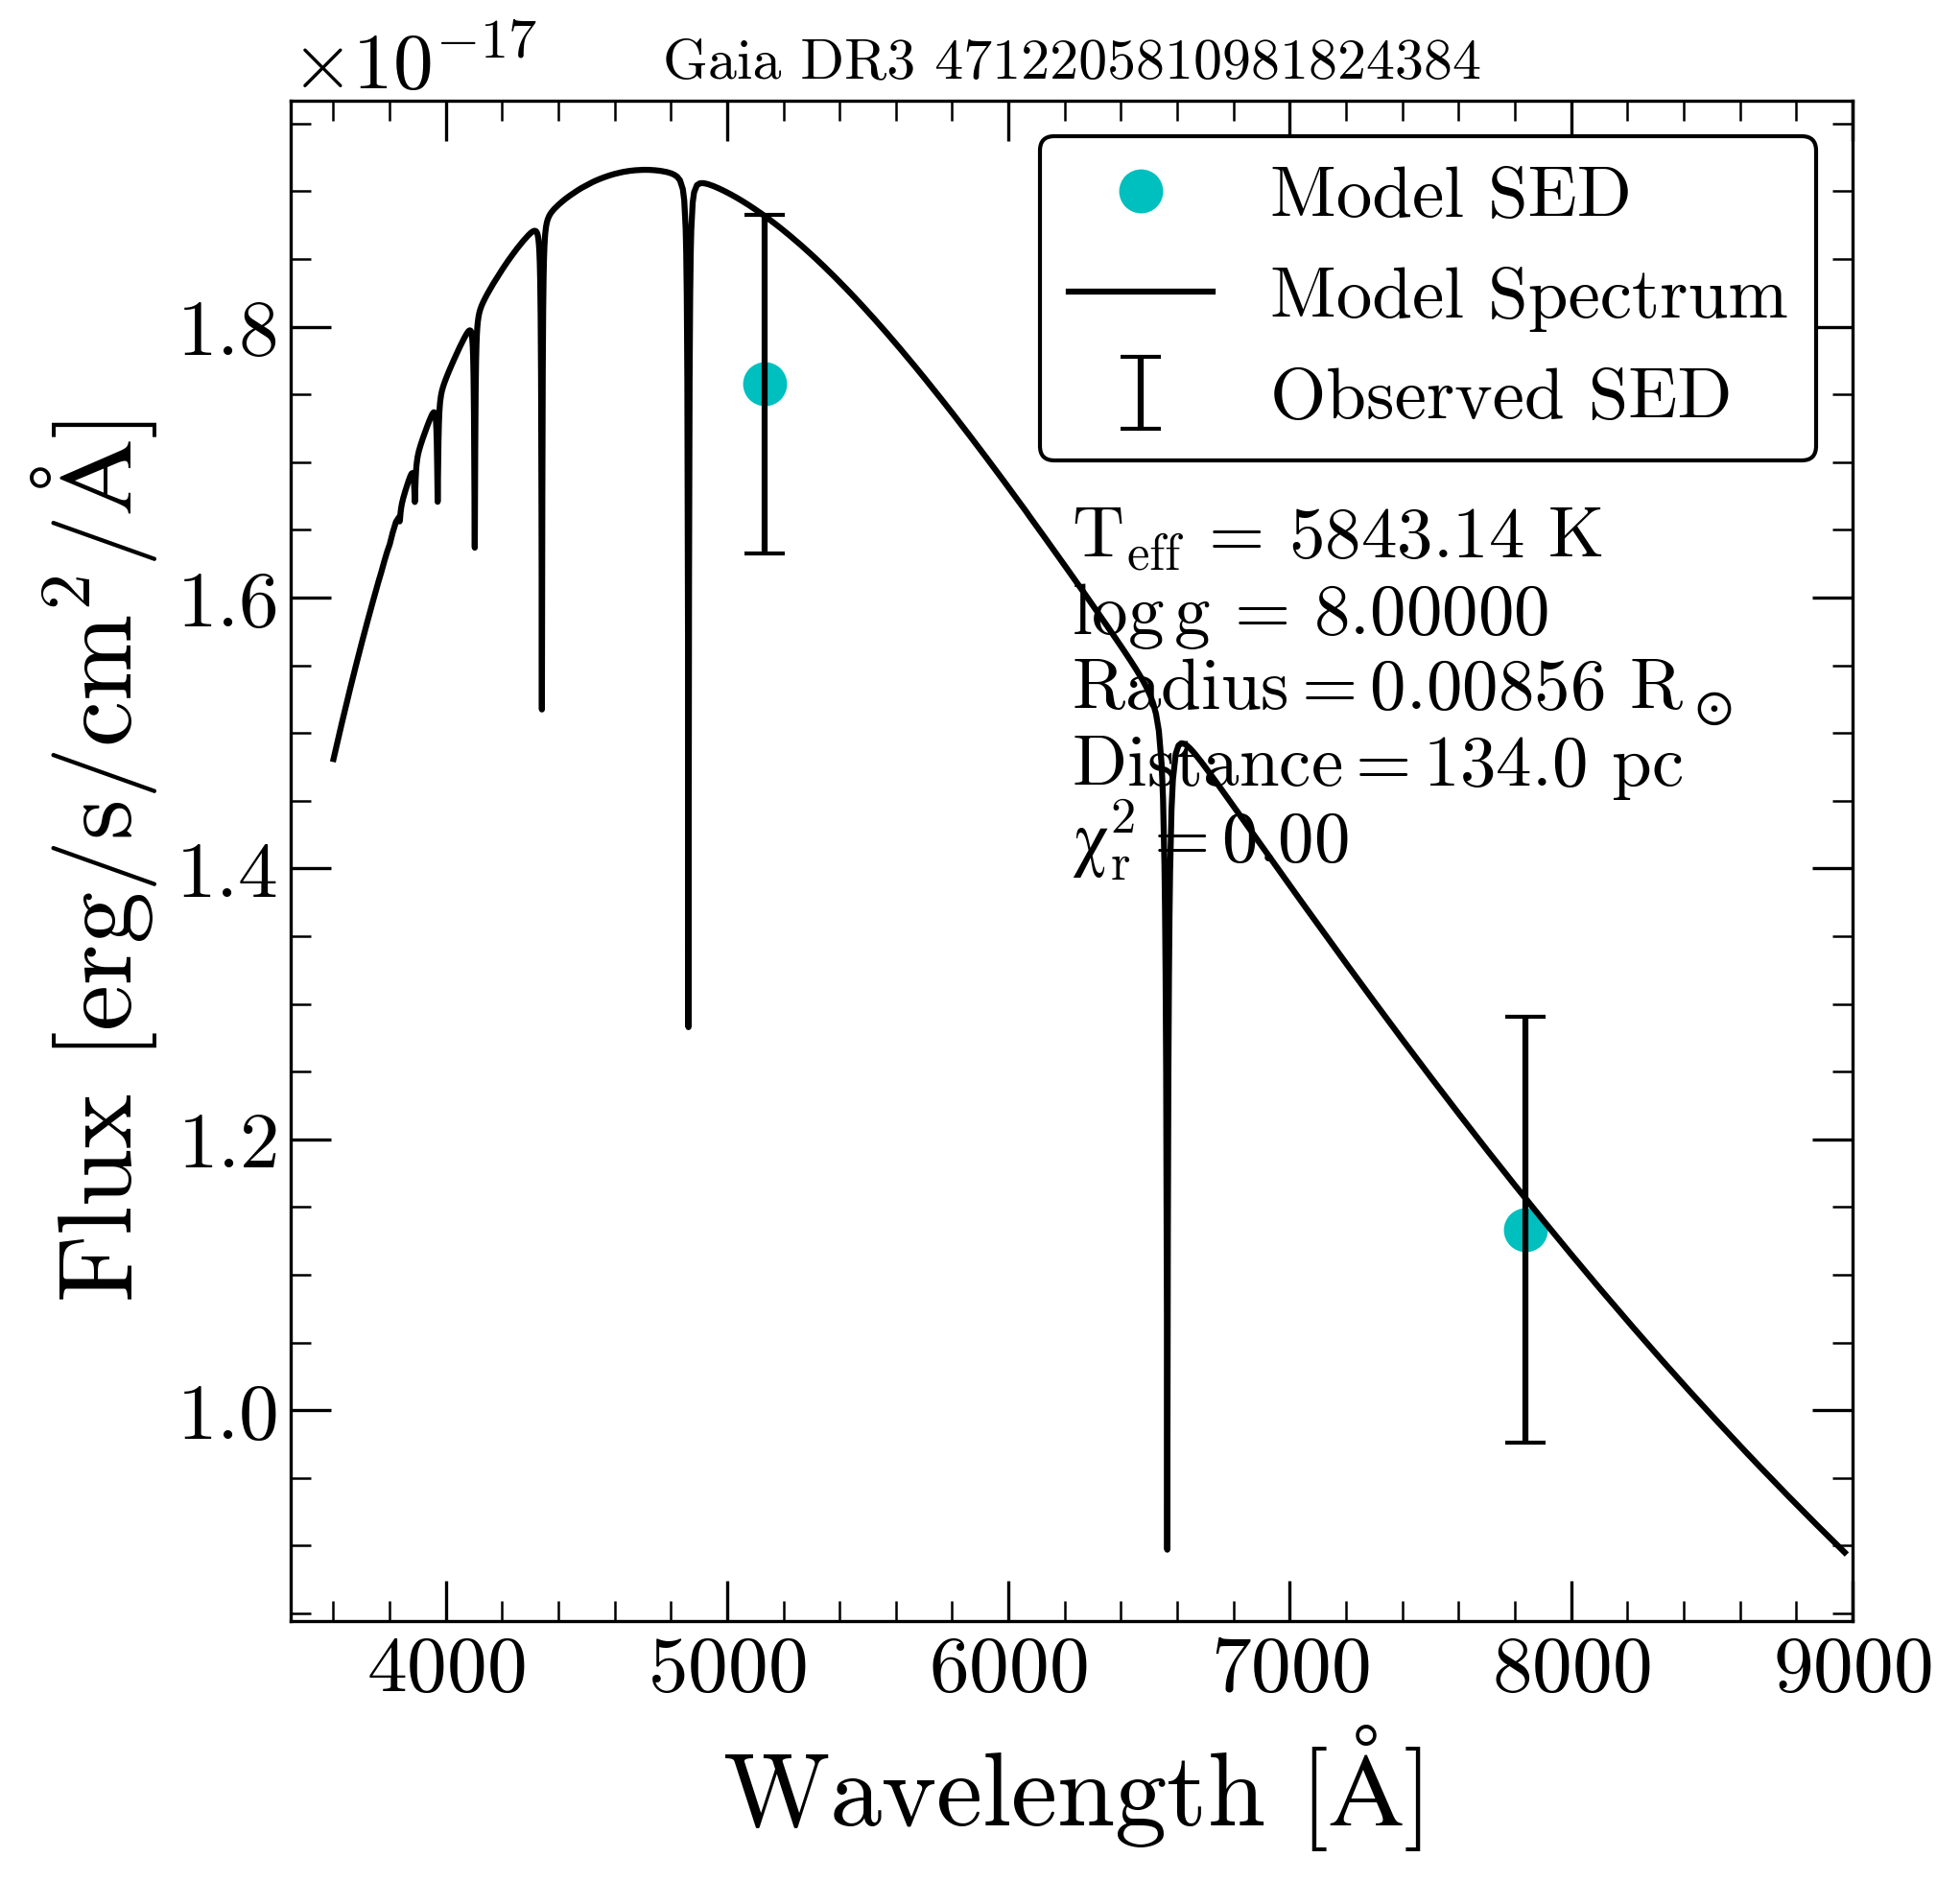 ×10⁻¹⁷
Gaia DR3 4712205810981824384
Model SED
Model Spectrum
Observed SED
T_eff = 5843.14 K
log g = 8.00000
Radius = 0.00856 R_⊙
Distance = 134.0 pc
χ²_r = 0.00
1.8
1.6
1.4
1.2
1.0
Flux [erg/s/cm²/Å]
4000 5000 6000 7000 8000 9000
Wavelength [Å]